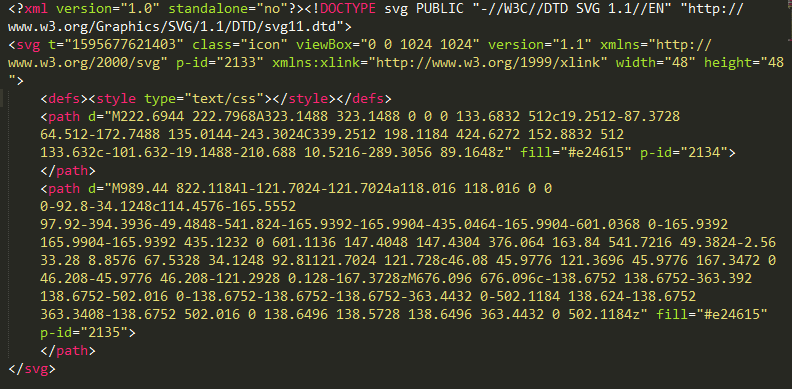 <?xml version="1.0" standalone="no"?><!DOCTYPE svg PUBLIC "-//W3C//DTD SVG 1.1//EN" "http://
www.w3.org/Graphics/SVG/1.1/DTD/svg11.dtd">
<svg t="1595677621403" class="icon" viewBox="0 0 1024 1024" version="1.1" xmlns="http://
www.w3.org/2000/svg" p-id="2133" xmlns:xlink="http://www.w3.org/1999/xlink" width="48" height="48
">
<defs><style type="text/css"></style></defs>
<path d="M222.6944 222.7968A323.1488 323.1488 0 0 0 133.6832 512c19.2512-87.3728
64.512-172.7488 135.0144-243.3024C339.2512 198.1184 424.6272 152.8832 512
133.632c-101.632-19.1488-210.688 10.5216-289.3056 89.1648z" fill="#e24615" p-id="2134">
</path>
<path d="M989.44 822.1184l-121.7024-121.7024a118.016 118.016 0 0
0-92.8-34.1248c114.4576-165.5552
97.92-394.3936-49.4848-541.824-165.9392-165.9904-435.0464-165.9904-601.0368 0-165.9392
165.9904-165.9392 435.1232 0 601.1136 147.4048 147.4304 376.064 163.84 541.7216 49.3824-2.56
33.28 8.8576 67.5328 34.1248 92.81l121.7024 121.728c46.08 45.9776 121.3696 45.9776 167.3472 0
46.208-45.9776 46.208-121.2928 0.128-167.3728zM676.096 676.096c-138.6752 138.6752-363.392
138.6752-502.016 0-138.6752-138.6752-138.6752-363.4432 0-502.1184 138.624-138.6752
363.3408-138.6752 502.016 0 138.6496 138.5728 138.6496 363.4432 0 502.1184z" fill="#e24615"
p-id="2135">
</path>
</svg>